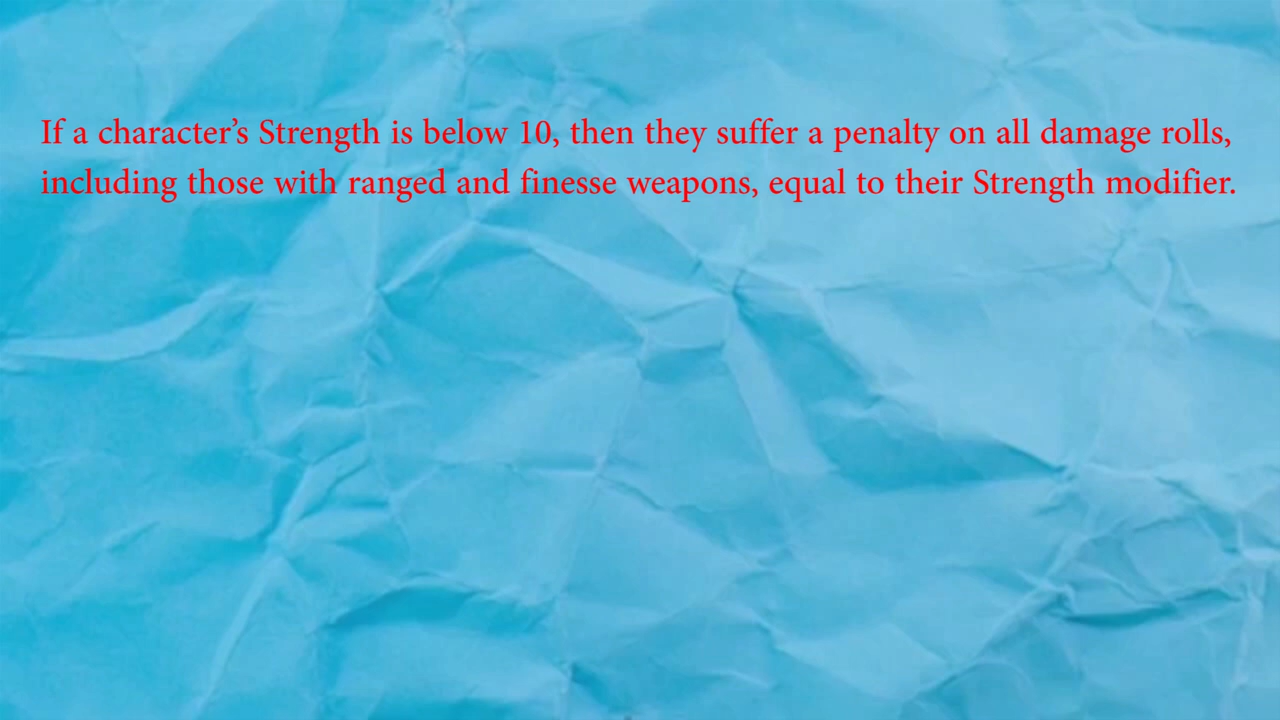 If a character’s Strength is below 10, then they suffer a penalty on all damage rolls,
including those with ranged and finesse weapons, equal to their Strength modifier.